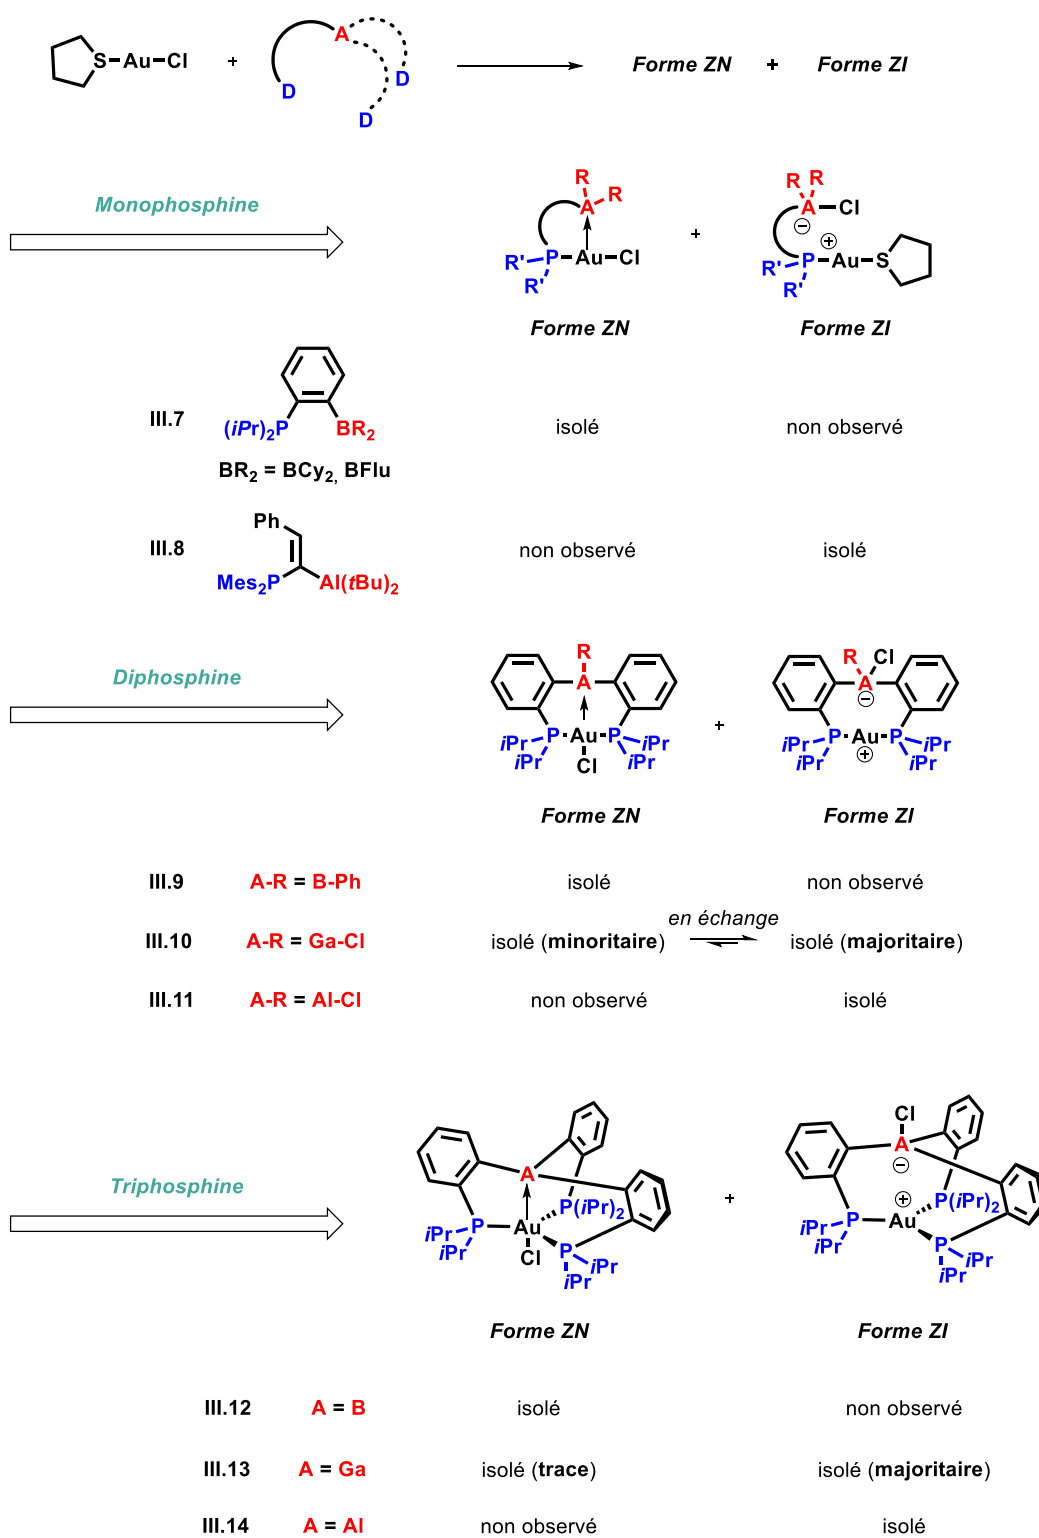 S Au Cl + A D D D Forme ZN + Forme ZI
Monophosphine
R R A R' R' P Au Cl + R R A Cl ⊖ ⊕ R' R' P Au S
Forme ZN Forme ZI
III.7 (iPr)2P BR2 isolé non observé
BR2 = BCy2, BFlu
III.8 Ph Mes2P Al(tBu)2 non observé isolé
Diphosphine
R A P Au P iPr iPr iPr iPr Cl + R Cl A ⊖ P Au P ⊕ iPr iPr iPr iPr
Forme ZN Forme ZI
III.9 A-R = B-Ph isolé non observé
en échange
III.10 A-R = Ga-Cl isolé (minoritaire) isolé (majoritaire)
III.11 A-R = Al-Cl non observé isolé
Triphosphine
A P Au P(iPr)2 P Cl iPr iPr iPr iPr + Cl A ⊖ ⊕ P Au P(iPr)2 P iPr iPr iPr iPr
Forme ZN Forme ZI
III.12 A = B isolé non observé
III.13 A = Ga isolé (trace) isolé (majoritaire)
III.14 A = Al non observé isolé